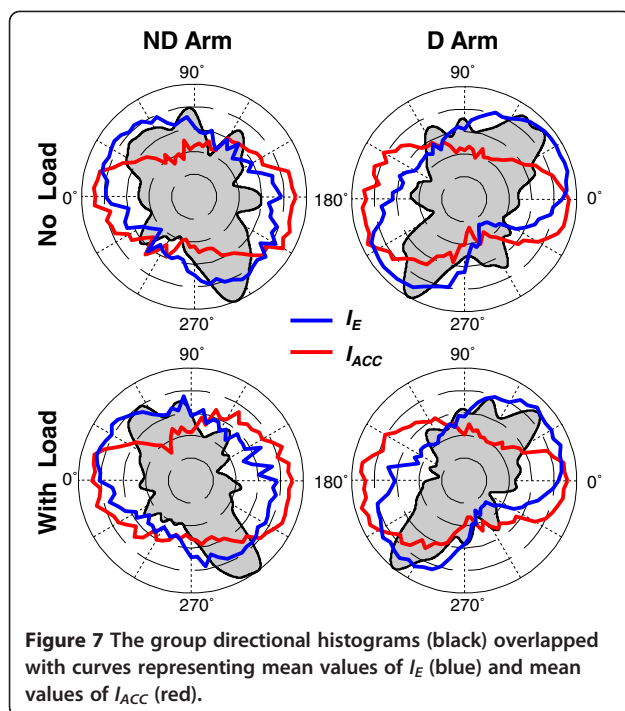 ND Arm
D Arm
90°
90°
No Load
0°
180°
0°
270°
270°
I_E
I_ACC
90°
90°
With Load
0°
180°
0°
270°
270°
Figure 7 The group directional histograms (black) overlapped
with curves representing mean values of I_E (blue) and mean
values of I_ACC (red).